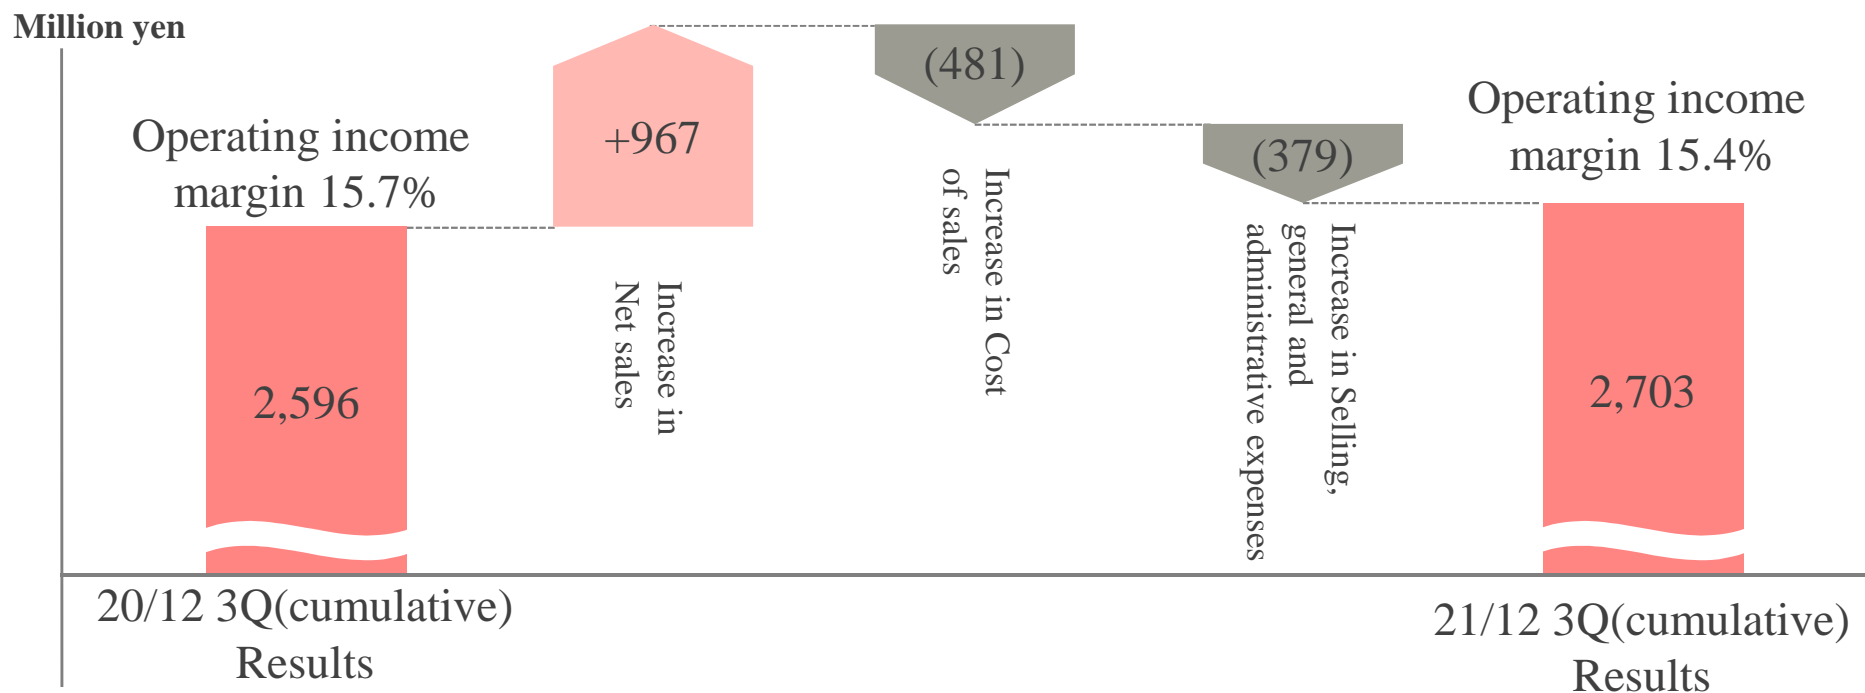 Million yen
Operating income
margin 15.7%
2,596
+967
Increase in
Net sales
(481)
Increase in Cost
of sales
(379)
Increase in Selling,
general and
administrative expenses
Operating income
margin 15.4%
2,703
20/12 3Q(cumulative)
Results
21/12 3Q(cumulative)
Results